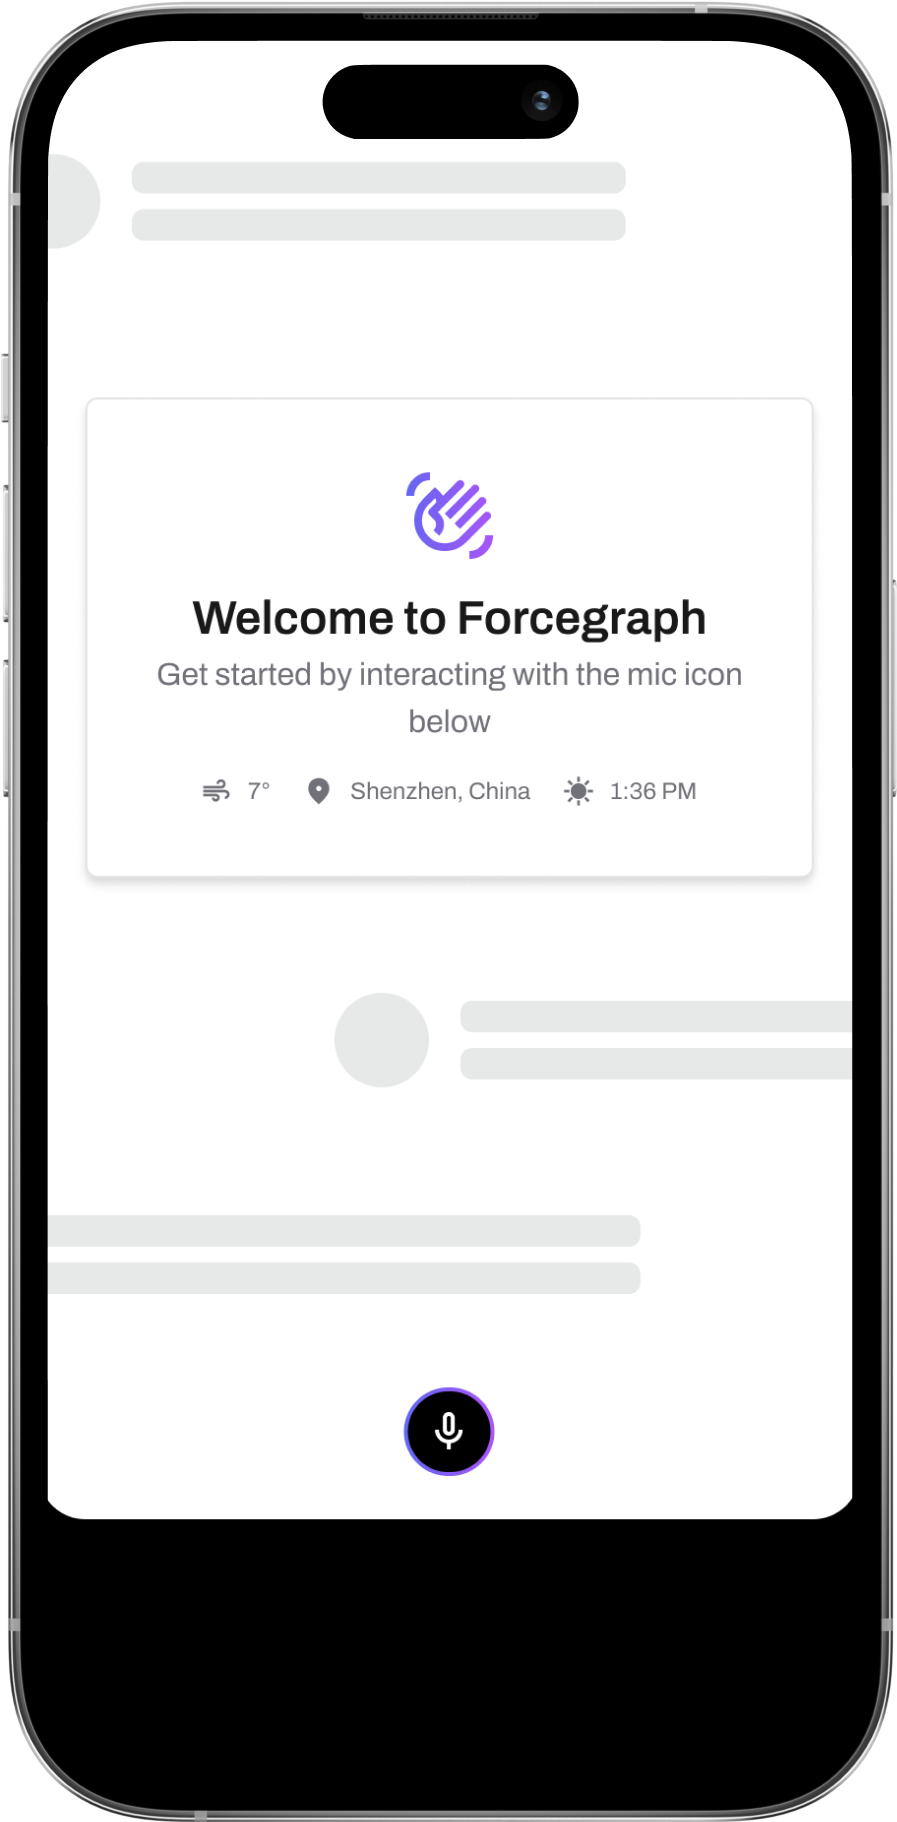 Welcome to Forcegraph
Get started by interacting with the mic icon
below
7° Shenzhen, China 1:36 PM